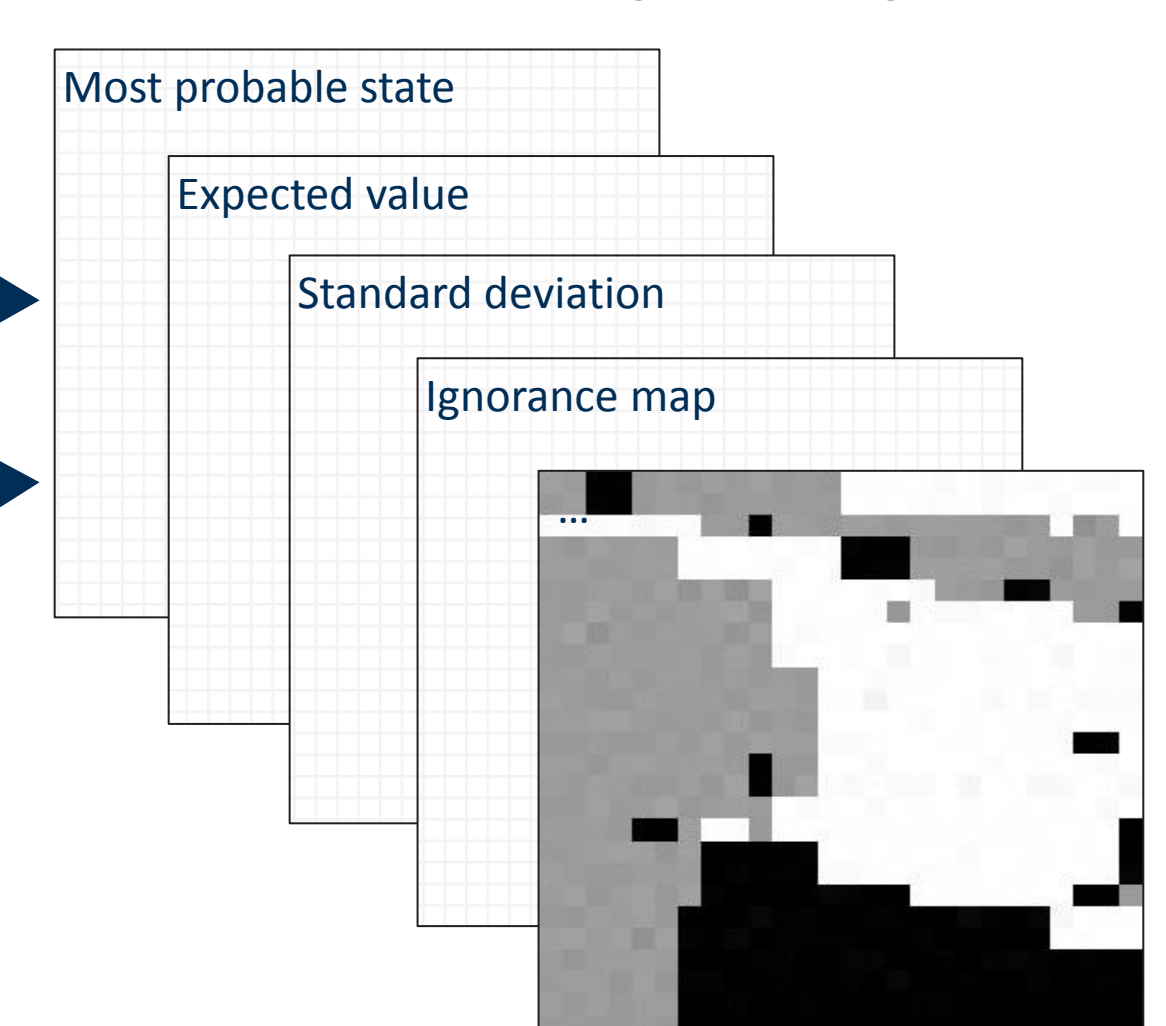 Most probable state
Expected value
Standard deviation
Ignorance map
...